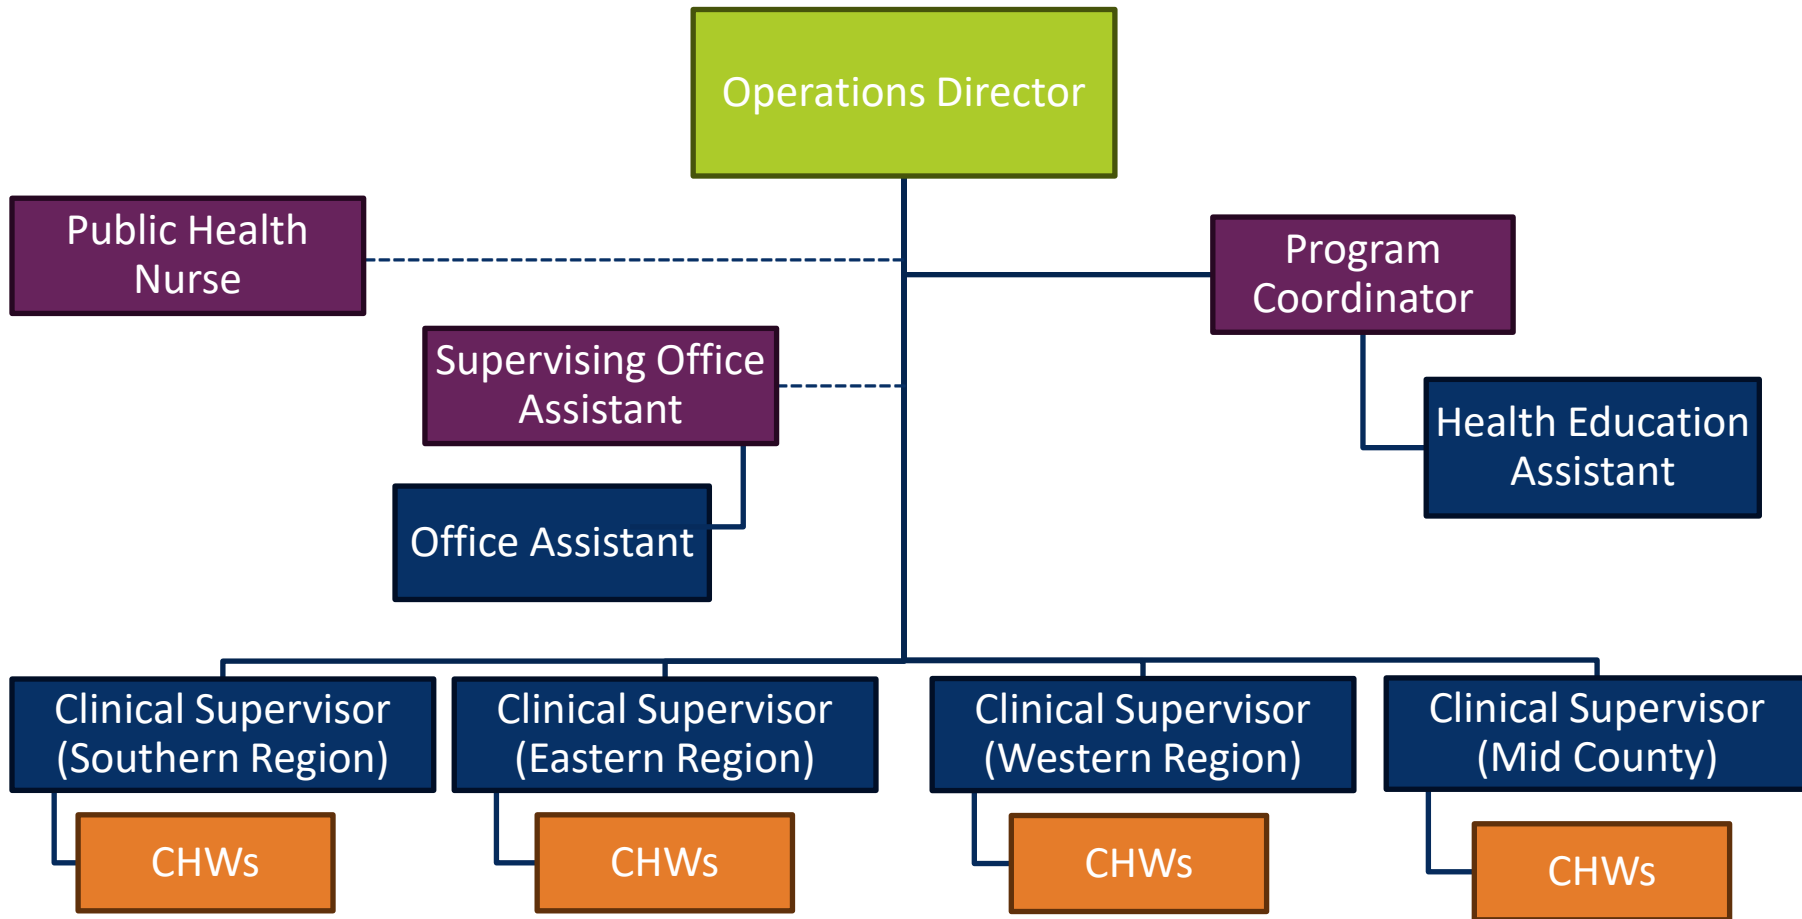 Operations Director
Public Health
Nurse
Program
Coordinator
Supervising Office
Assistant
Health Education
Assistant
Office Assistant
Clinical Supervisor
(Southern Region)
Clinical Supervisor
(Eastern Region)
Clinical Supervisor
(Western Region)
Clinical Supervisor
(Mid County)
CHWs
CHWs
CHWs
CHWs